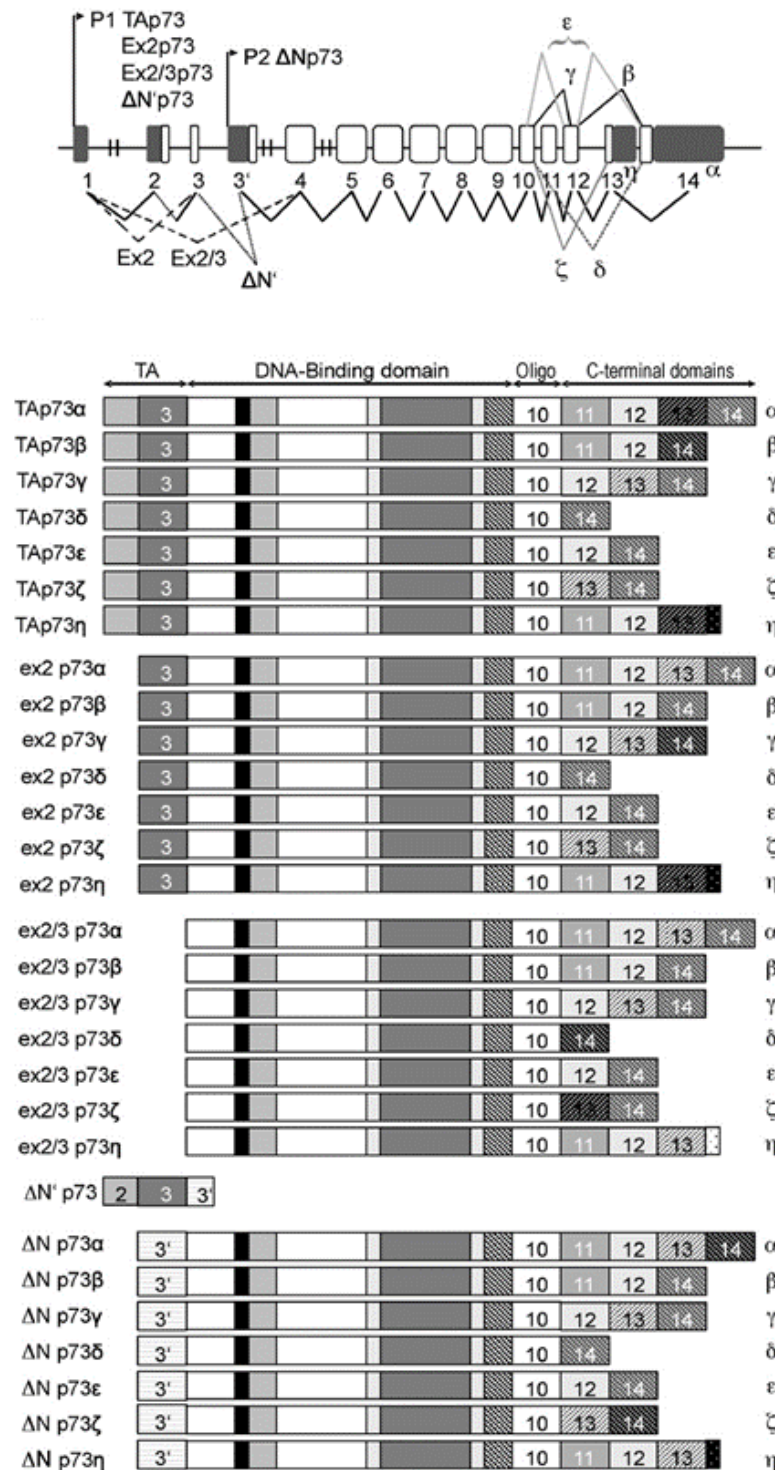 P1 TAp73
Ex2p73
Ex2/3p73
ΔN'p73
P2 ΔNp73
ε
γ
β
η
α
1 2 3 3' 4 5 6 7 8 9 10 11 12 13 14
Ex2 Ex2/3
ΔN'
ζ δ
TA DNA-Binding domain Oligo C-terminal domains
TAp73α 3 10 11 12 13 14 α
TAp73β 3 10 11 12 14 β
TAp73γ 3 10 12 13 14 γ
TAp73δ 3 10 14 δ
TAp73ε 3 10 12 14 ε
TAp73ζ 3 10 13 14 ζ
TAp73η 3 10 11 12 13 η
ex2 p73α 3 10 11 12 13 14 α
ex2 p73β 3 10 11 12 14 β
ex2 p73γ 3 10 12 13 14 γ
ex2 p73δ 3 10 14 δ
ex2 p73ε 3 10 12 14 ε
ex2 p73ζ 3 10 13 14 ζ
ex2 p73η 3 10 11 12 13 η
ex2/3 p73α 10 11 12 13 14 α
ex2/3 p73β 10 11 12 14 β
ex2/3 p73γ 10 12 13 14 γ
ex2/3 p73δ 10 14 δ
ex2/3 p73ε 10 12 14 ε
ex2/3 p73ζ 10 13 14 ζ
ex2/3 p73η 10 11 12 13 η
ΔN' p73 2 3 3'
ΔN p73α 3' 10 11 12 13 14 α
ΔN p73β 3' 10 11 12 14 β
ΔN p73γ 3' 10 12 13 14 γ
ΔN p73δ 3' 10 14 δ
ΔN p73ε 3' 10 12 14 ε
ΔN p73ζ 3' 10 13 14 ζ
ΔN p73η 3' 10 11 12 13 η